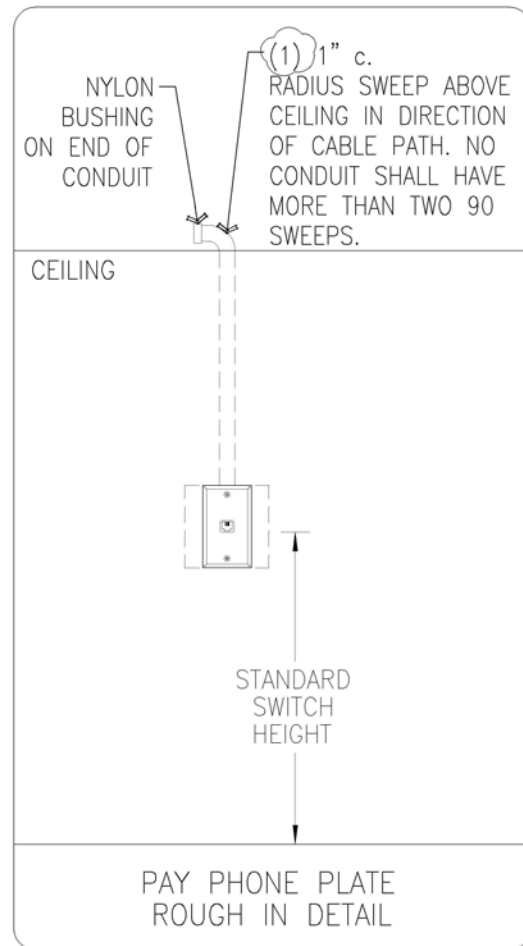 NYLON
BUSHING
ON END OF
CONDUIT
(1) 1" c.
RADIUS SWEEP ABOVE
CEILING IN DIRECTION
OF CABLE PATH. NO
CONDUIT SHALL HAVE
MORE THAN TWO 90
SWEEPS.
CEILING
STANDARD
SWITCH
HEIGHT
PAY PHONE PLATE
ROUGH IN DETAIL